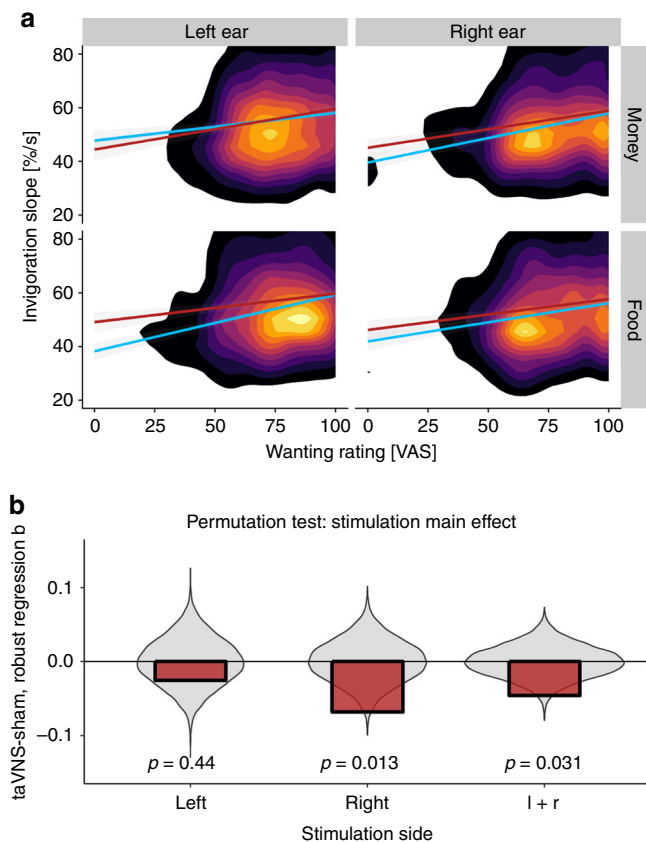 a
Left ear
Right ear
Invigoration slope [%/s]
80
60
40
20
Money
80
60
40
20
Food
0
25
50
75
100
0
25
50
75
100
Wanting rating [VAS]
b
Permutation test: stimulation main effect
taVNS-sham, robust regression b
0.1
0.0
−0.1
p = 0.44
p = 0.013
p = 0.031
Left
Right
l + r
Stimulation side